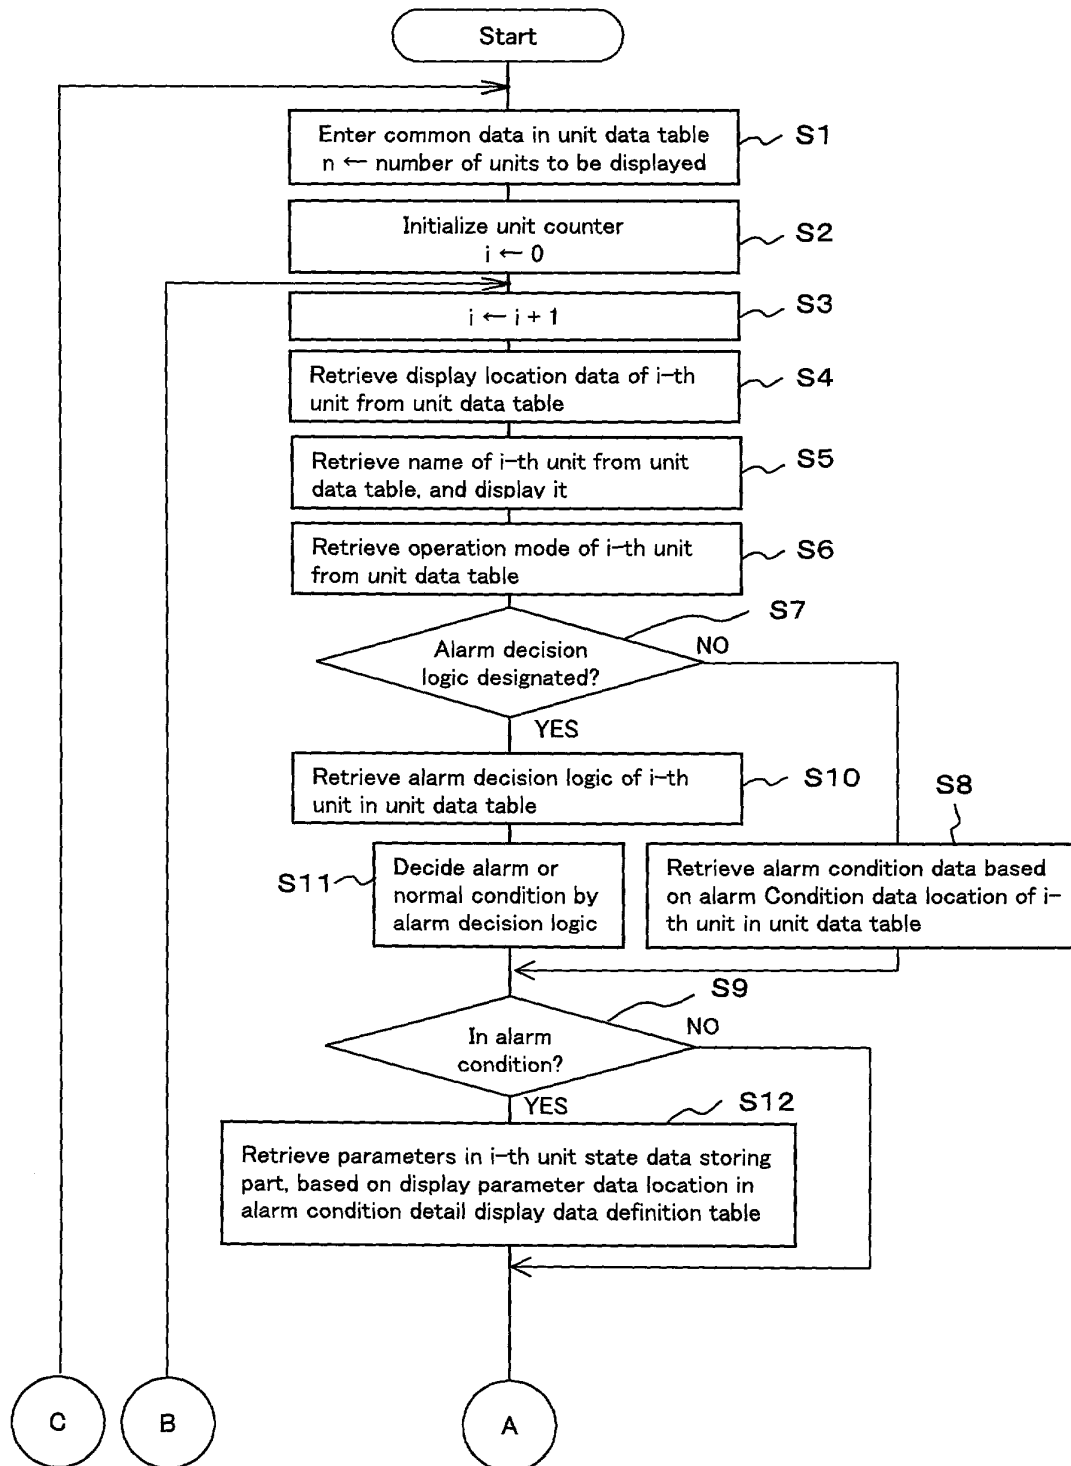 Start
Enter common data in unit data table
n ← number of units to be displayed
S1
Initialize unit counter
i ← 0
S2
i ← i + 1
S3
Retrieve display location data of i-th
unit from unit data table
S4
Retrieve name of i-th unit from unit
data table, and display it
S5
Retrieve operation mode of i-th unit
from unit data table
S6
S7
Alarm decision
logic designated?
NO
YES
Retrieve alarm decision logic of i-th
unit in unit data table
S10
S8
S11
Decide alarm or
normal condition by
alarm decision logic
Retrieve alarm condition data based
on alarm Condition data location of i-
th unit in unit data table
S9
In alarm
condition?
NO
YES
S12
Retrieve parameters in i-th unit state data storing
part, based on display parameter data location in
alarm condition detail display data definition table
C
B
A